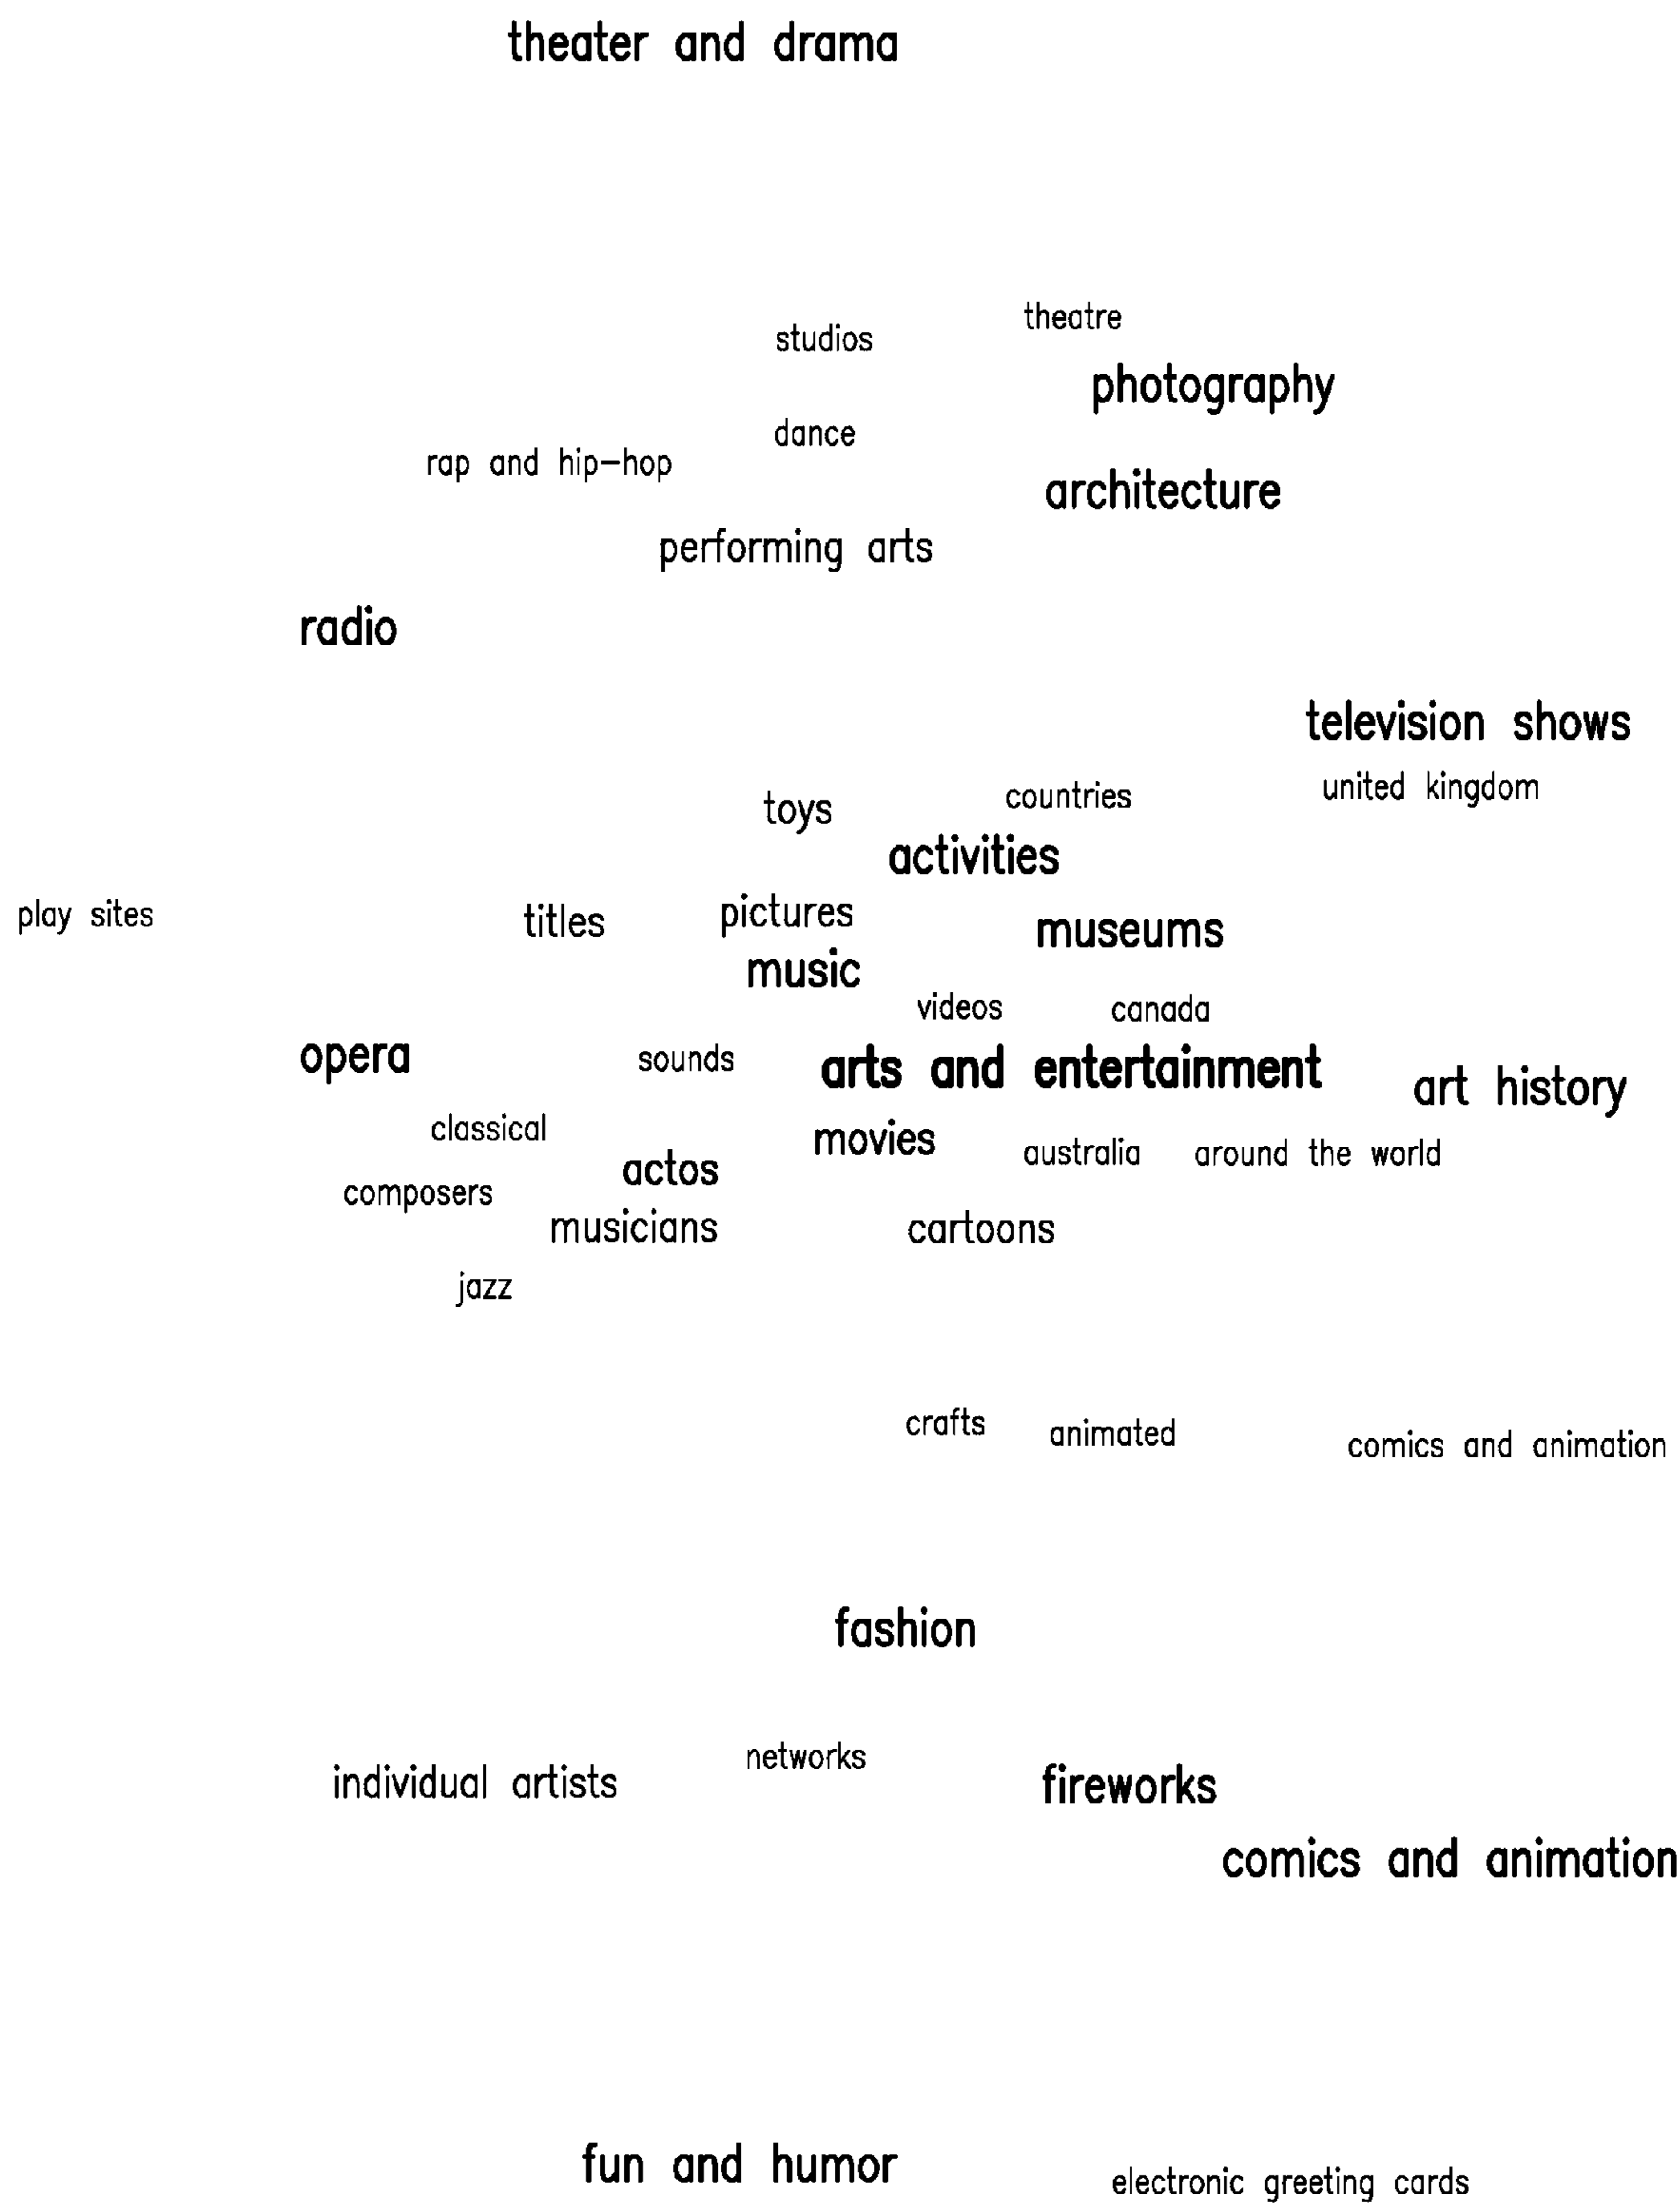 theater and drama
theatre
studios
photography
dance
rap and hip-hop
architecture
performing arts
radio
television shows
united kingdom
countries
toys
activities
play sites
titles
pictures
museums
music
videos
canada
opera
sounds
arts and entertainment
art history
classical
movies
australia
around the world
actos
composers
musicians
cartoons
jazz
crafts
animated
comics and animation
fashion
networks
individual artists
fireworks
comics and animation
fun and humor
electronic greeting cards